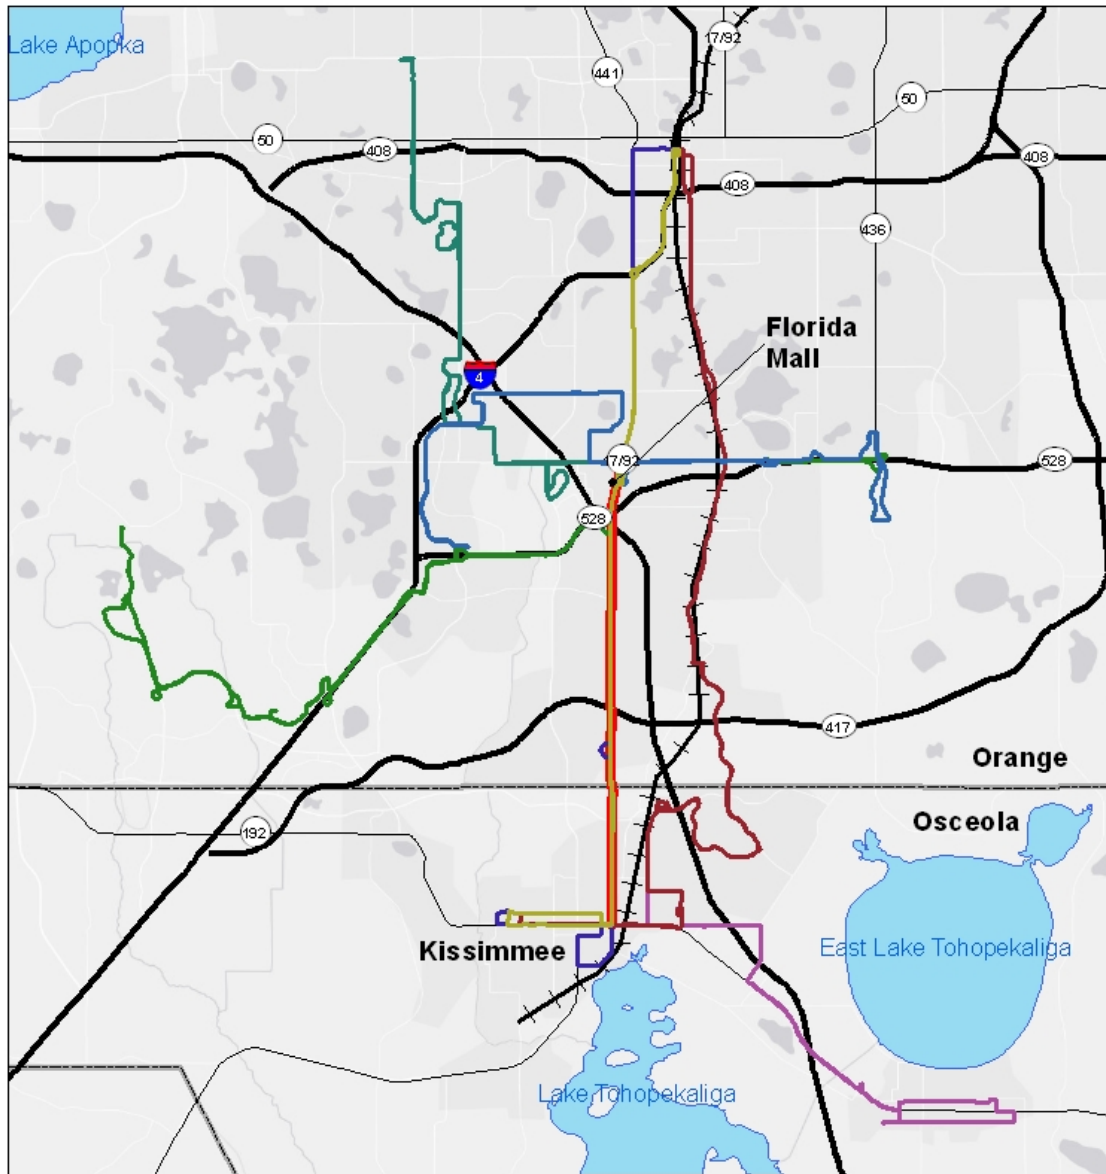 17/92
Lake Apopka
441
50
50
408
408
408
436
Florida
Mall
4
17/92
528
528
417
Orange
Osceola
192
East Lake Tohopekaliga
Kissimmee
Lake Tohopekaliga